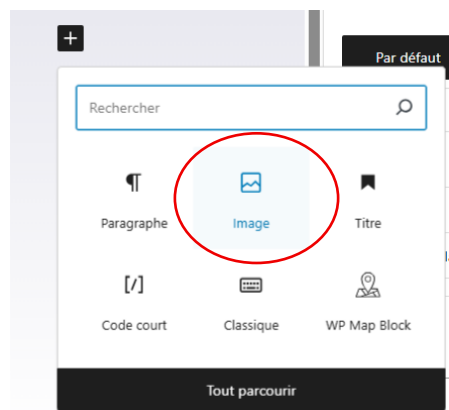 Par défaut
Rechercher
Paragraphe
Image
Titre
[/]
Code court
Classique
WP Map Block
Tout parcourir